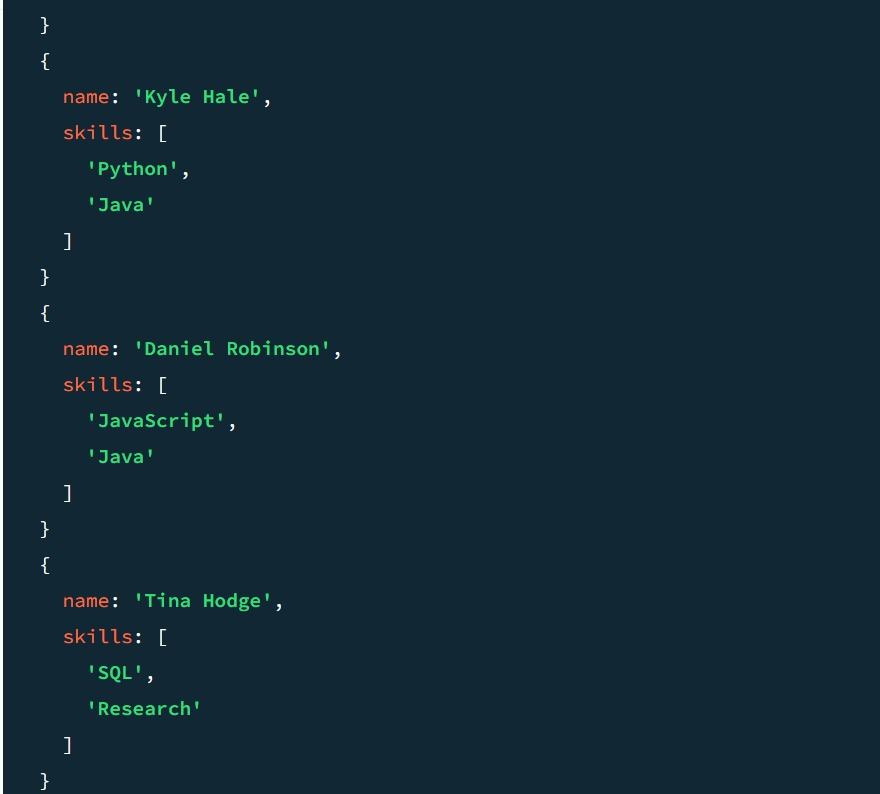 }
{
name: 'Kyle Hale',
skills: [
'Python',
'Java'
]
}
{
name: 'Daniel Robinson',
skills: [
'JavaScript',
'Java'
]
}
{
name: 'Tina Hodge',
skills: [
'SQL',
'Research'
]
}